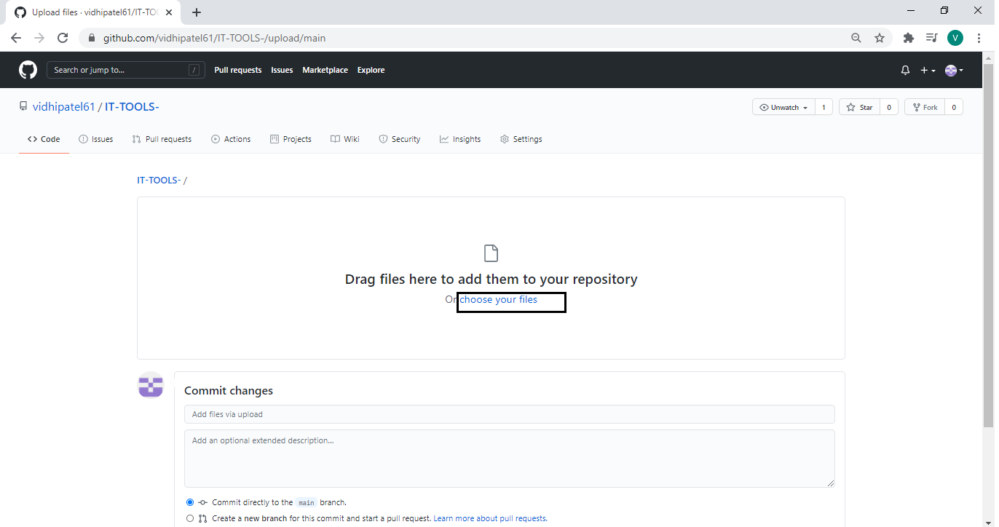 Upload files · vidhipatel61/IT-TOO
github.com/vidhipatel61/IT-TOOLS-/upload/main
V
Search or jump to... /
Pull requests Issues Marketplace Explore
vidhipatel61 / IT-TOOLS-
Unwatch 1 Star 0 Fork 0
Code Issues Pull requests Actions Projects Wiki Security Insights Settings
IT-TOOLS- /
Drag files here to add them to your repository
Or choose your files
Commit changes
Add files via upload
Add an optional extended description...
Commit directly to the main branch.
Create a new branch for this commit and start a pull request. Learn more about pull requests.